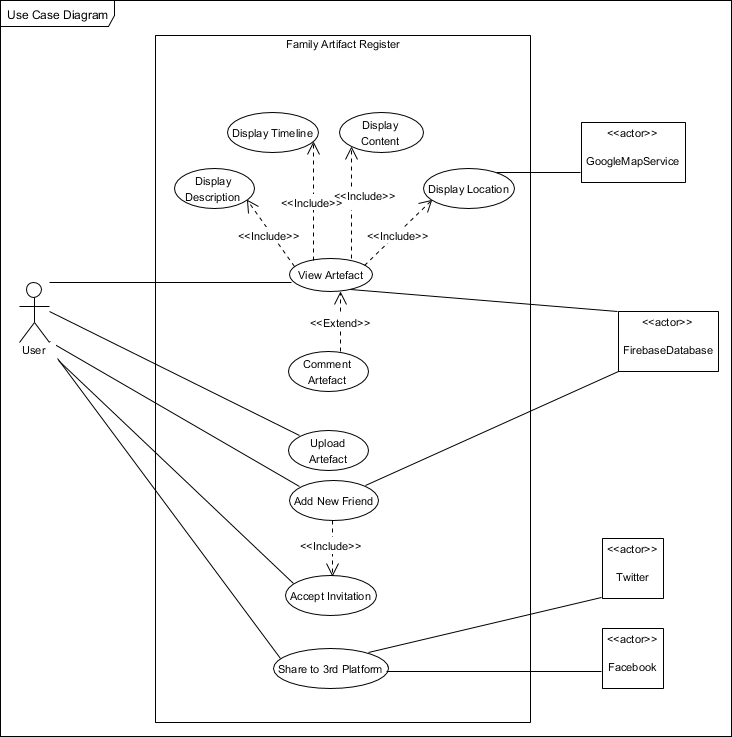 Use Case Diagram
Family Artifact Register
Display Timeline
Display
Content
<<actor>>
GoogleMapService
Display
Description
Display Location
<<Include>>
<<Include>>
<<Include>>
<<Include>>
View Artefact
<<Extend>>
<<actor>>
FirebaseDatabase
User
Comment
Artefact
Upload
Artefact
Add New Friend
<<Include>>
<<actor>>
Twitter
Accept Invitation
<<actor>>
Facebook
Share to 3rd Platform